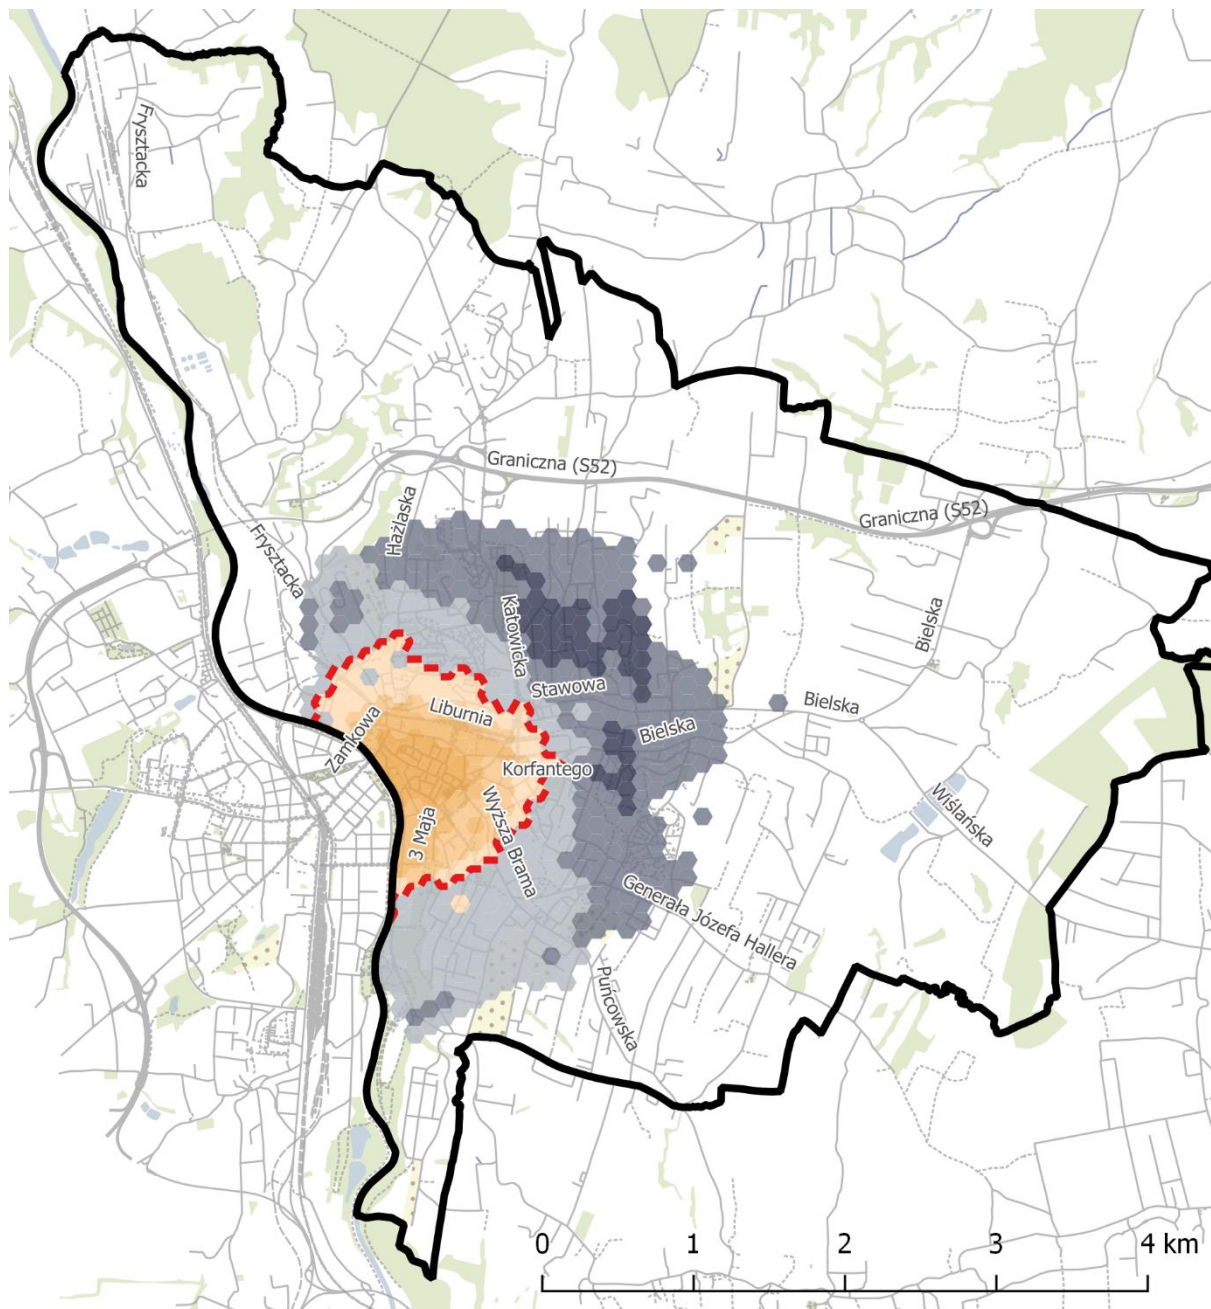 Frysztacka
Graniczna (S52)
Graniczna (S52)
Hażlaska
Frysztacka
Katowicka
Bielska
Stawowa
Bielska
Liburnia
Zamkowa
Bielska
Korfantego
3 Maja
Wyższa Brama
Wiślańska
Generała Józefa Hallera
Puńcowska
0 1 2 3 4 km